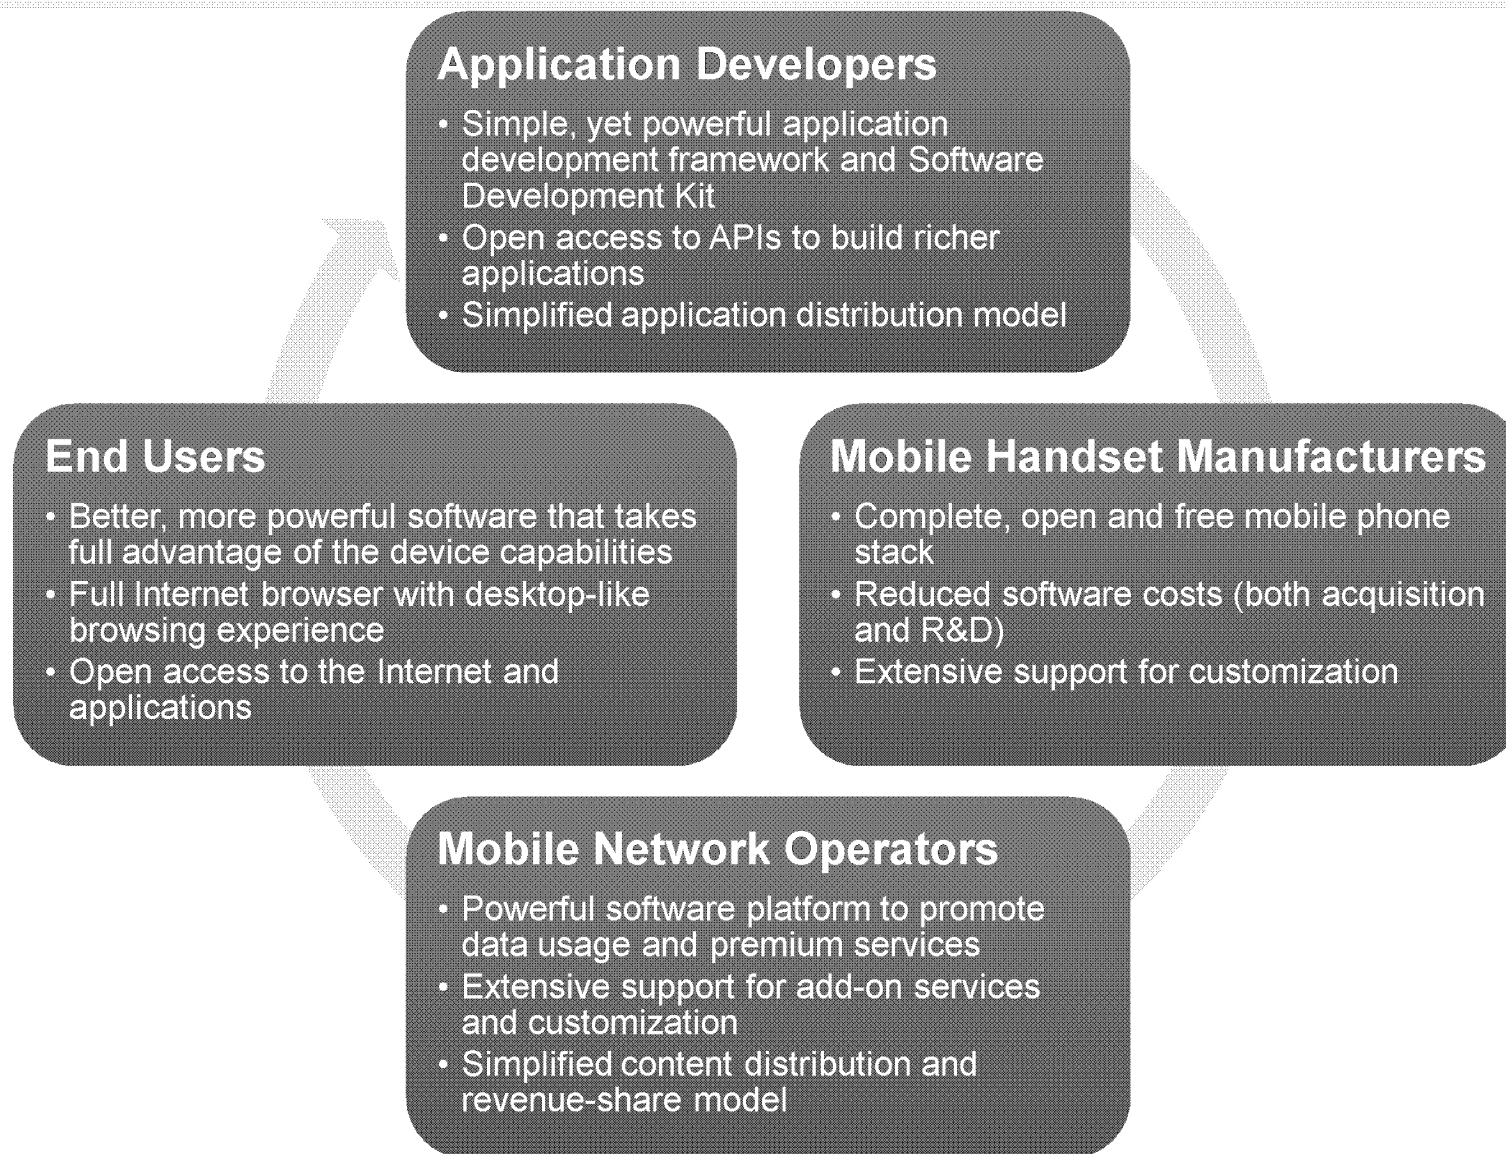 Application Developers
• Simple, yet powerful application
development framework and Software
Development Kit
• Open access to APIs to build richer
applications
• Simplified application distribution model
End Users
• Better, more powerful software that takes
full advantage of the device capabilities
• Full Internet browser with desktop-like
browsing experience
• Open access to the Internet and
applications
Mobile Handset Manufacturers
• Complete, open and free mobile phone
stack
• Reduced software costs (both acquisition
and R&D)
• Extensive support for customization
Mobile Network Operators
• Powerful software platform to promote
data usage and premium services
• Extensive support for add-on services
and customization
• Simplified content distribution and
revenue-share model